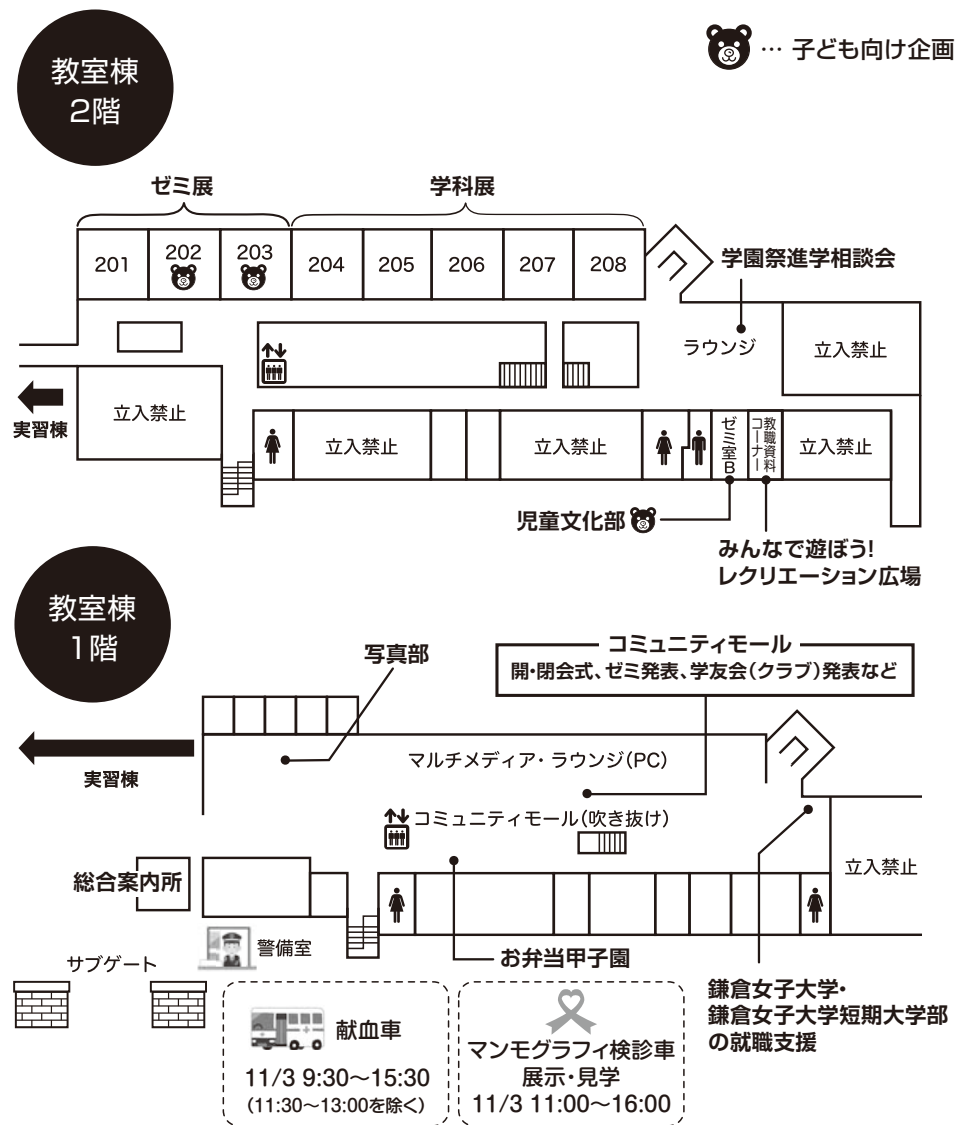 教室棟
2階
… 子ども向け企画
ゼミ展
学科展
201
202
203
204
205
206
207
208
学園祭進学相談会
ラウンジ
立入禁止
実習棟
立入禁止
立入禁止
立入禁止
ゼミ室B
教職資料
コーナー
立入禁止
児童文化部
みんなで遊ぼう!
レクリエーション広場
教室棟
1階
写真部
コミュニティモール
開・閉会式、ゼミ発表、学友会(クラブ)発表など
実習棟
マルチメディア・ラウンジ(PC)
コミュニティモール(吹き抜け)
総合案内所
立入禁止
警備室
サブゲート
お弁当甲子園
鎌倉女子大学・
鎌倉女子大学短期大学部
の就職支援
献血車
11/3 9:30〜15:30
(11:30〜13:00を除く)
マンモグラフィ検診車
展示・見学
11/3 11:00〜16:00